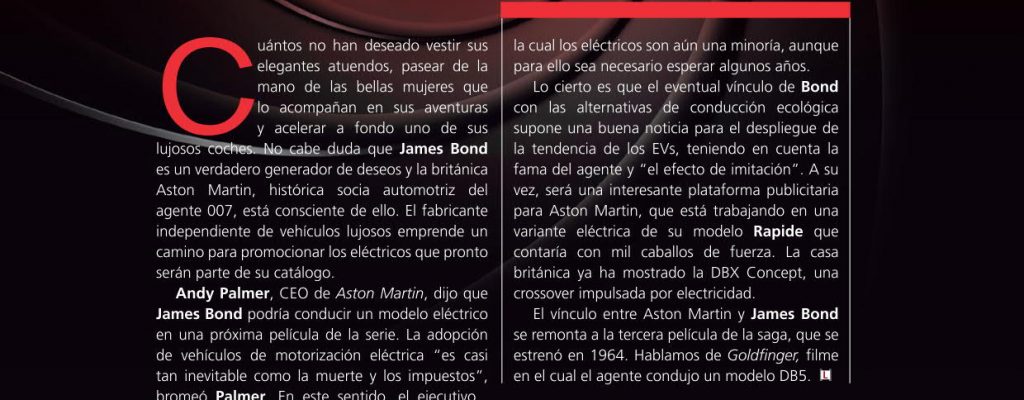 Cuántos no han deseado vestir sus
elegantes atuendos, pasear de la
mano de las bellas mujeres que
lo acompañan en sus aventuras
y acelerar a fondo uno de sus
lujosos coches. No cabe duda que James Bond
es un verdadero generador de deseos y la británica
Aston Martin, histórica socia automotriz del
agente 007, está consciente de ello. El fabricante
independiente de vehículos lujosos emprende un
camino para promocionar los eléctricos que pronto
serán parte de su catálogo.
Andy Palmer, CEO de Aston Martin, dijo que
James Bond podría conducir un modelo eléctrico
en una próxima película de la serie. La adopción
de vehículos de motorización eléctrica “es casi
tan inevitable como la muerte y los impuestos”,
bromeó Palmer. En este sentido, el ejecutivo
la cual los eléctricos son aún una minoría, aunque
para ello sea necesario esperar algunos años.
Lo cierto es que el eventual vínculo de Bond
con las alternativas de conducción ecológica
supone una buena noticia para el despliegue de
la tendencia de los EVs, teniendo en cuenta la
fama del agente y “el efecto de imitación”. A su
vez, será una interesante plataforma publicitaria
para Aston Martin, que está trabajando en una
variante eléctrica de su modelo Rapide que
contaría con mil caballos de fuerza. La casa
británica ya ha mostrado la DBX Concept, una
crossover impulsada por electricidad.
El vínculo entre Aston Martin y James Bond
se remonta a la tercera película de la saga, que se
estrenó en 1964. Hablamos de Goldfinger, filme
en el cual el agente condujo un modelo DB5. L